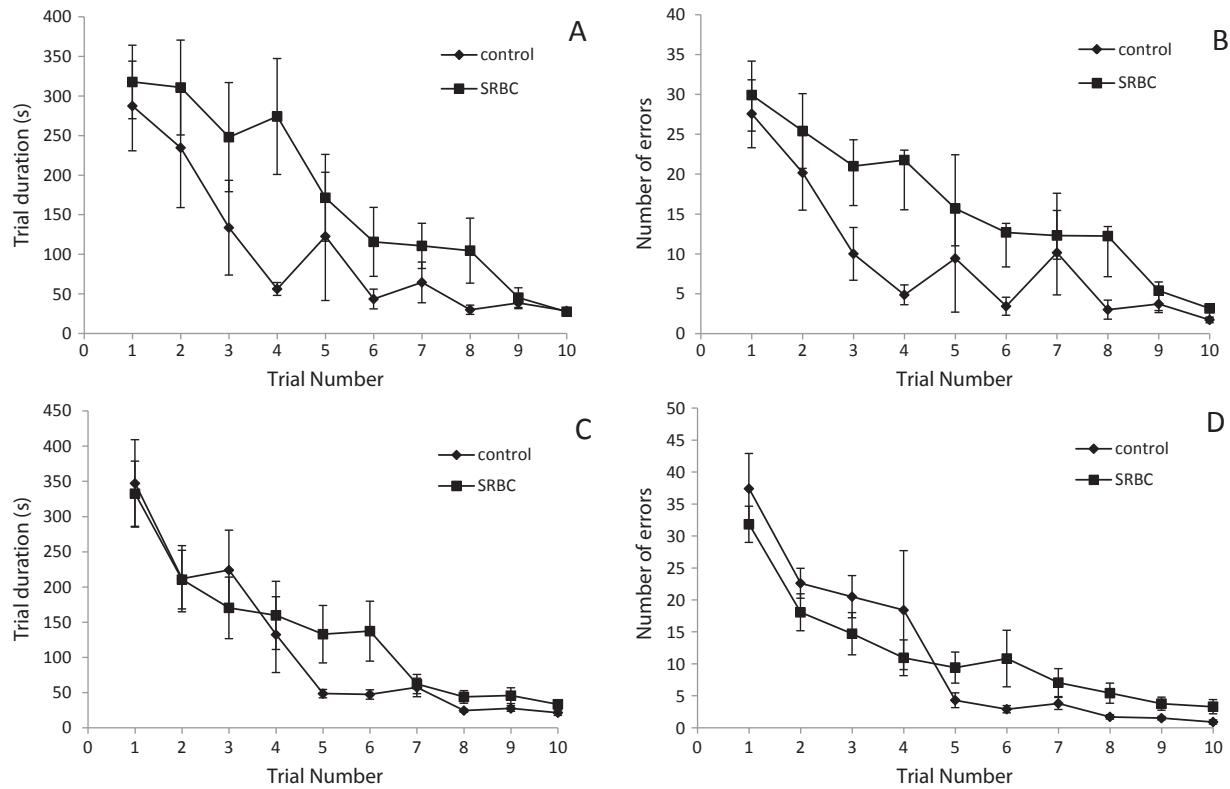 A
400
350
300
250
200
150
100
50
0
Trial duration (s)
control
SRBC
0 1 2 3 4 5 6 7 8 9 10
Trial Number
B
40
35
30
25
20
15
10
5
0
Number of errors
control
SRBC
0 1 2 3 4 5 6 7 8 9 10
Trial Number
C
450
400
350
300
250
200
150
100
50
0
Trial duration (s)
control
SRBC
0 1 2 3 4 5 6 7 8 9 10
Trial Number
D
50
45
40
35
30
25
20
15
10
5
0
Number of errors
control
SRBC
0 1 2 3 4 5 6 7 8 9 10
Trial Number